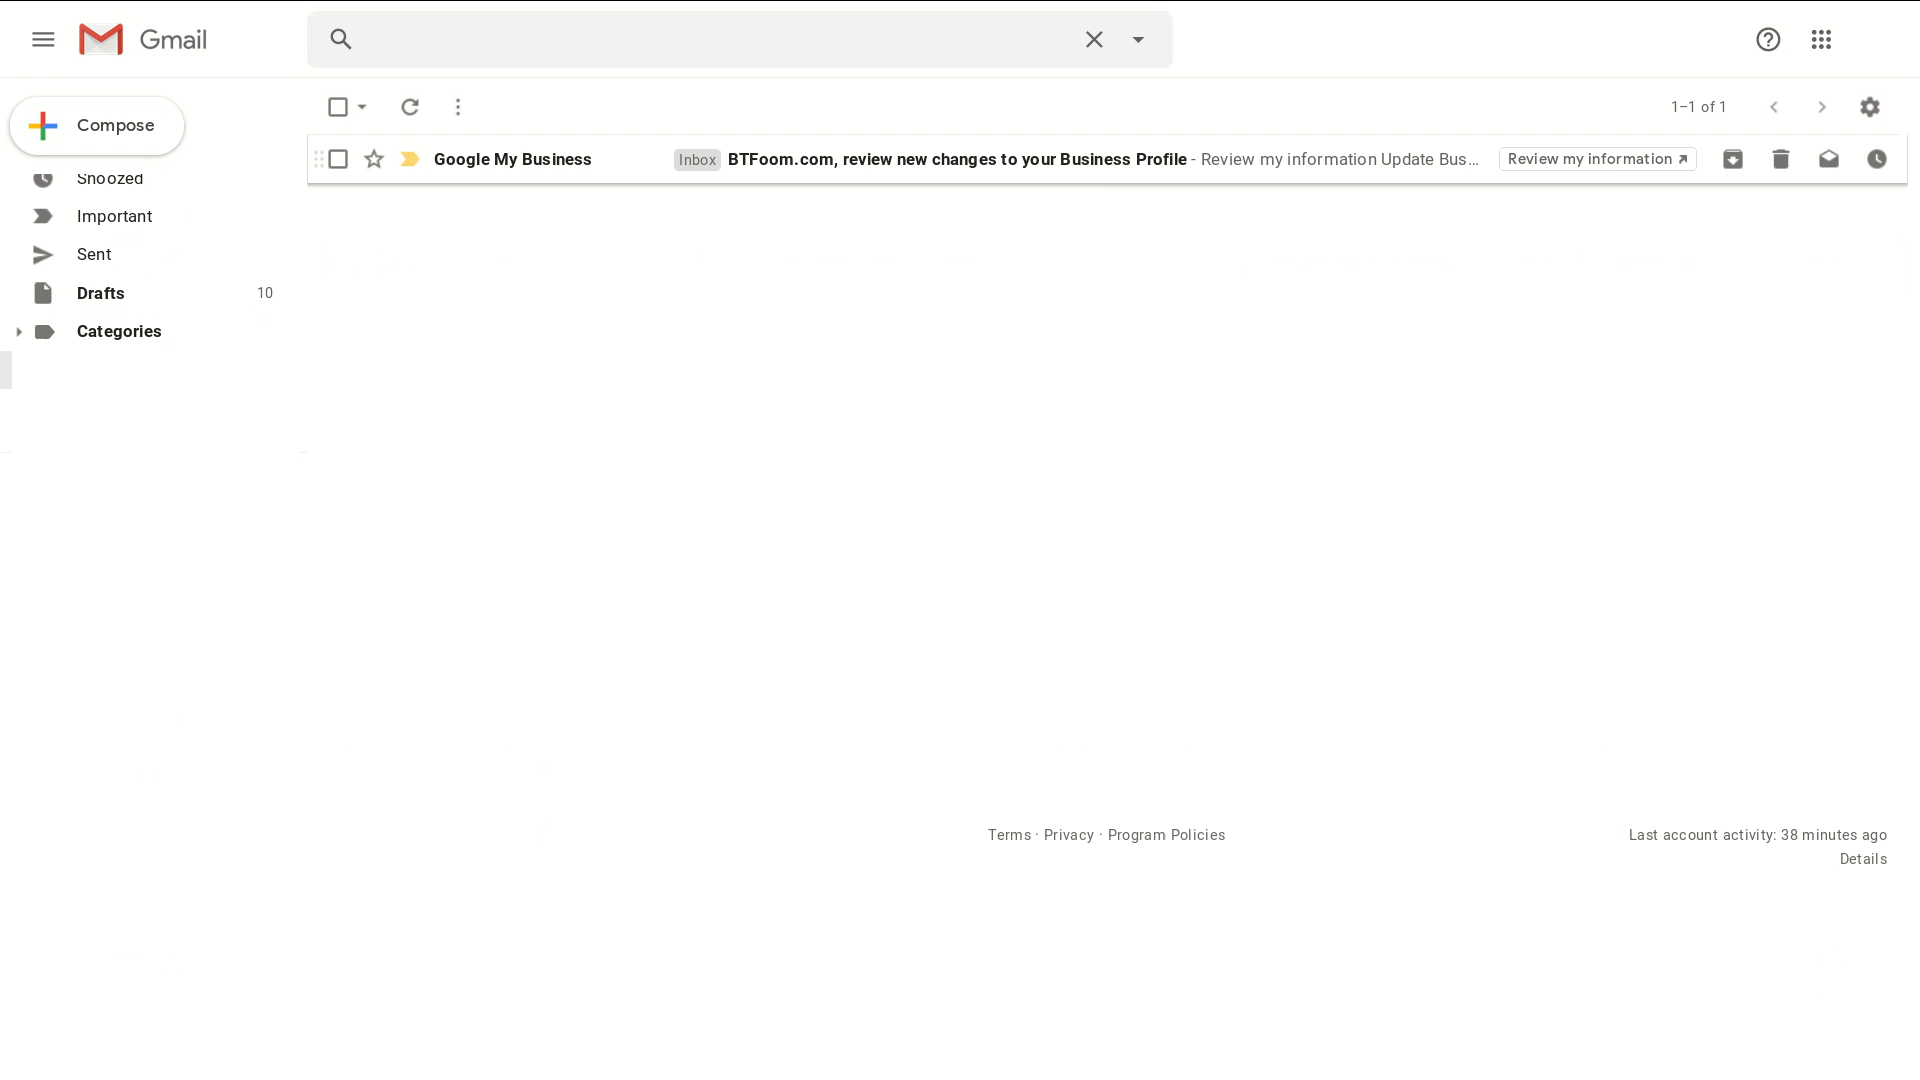 Gmail
Compose
1–1 of 1
Google My Business Inbox BTFoom.com, review new changes to your Business Profile - Review my information Update Bus... Review my information
Snoozed
Important
Sent
Drafts 10
Categories
Terms · Privacy · Program Policies
Last account activity: 38 minutes ago
Details